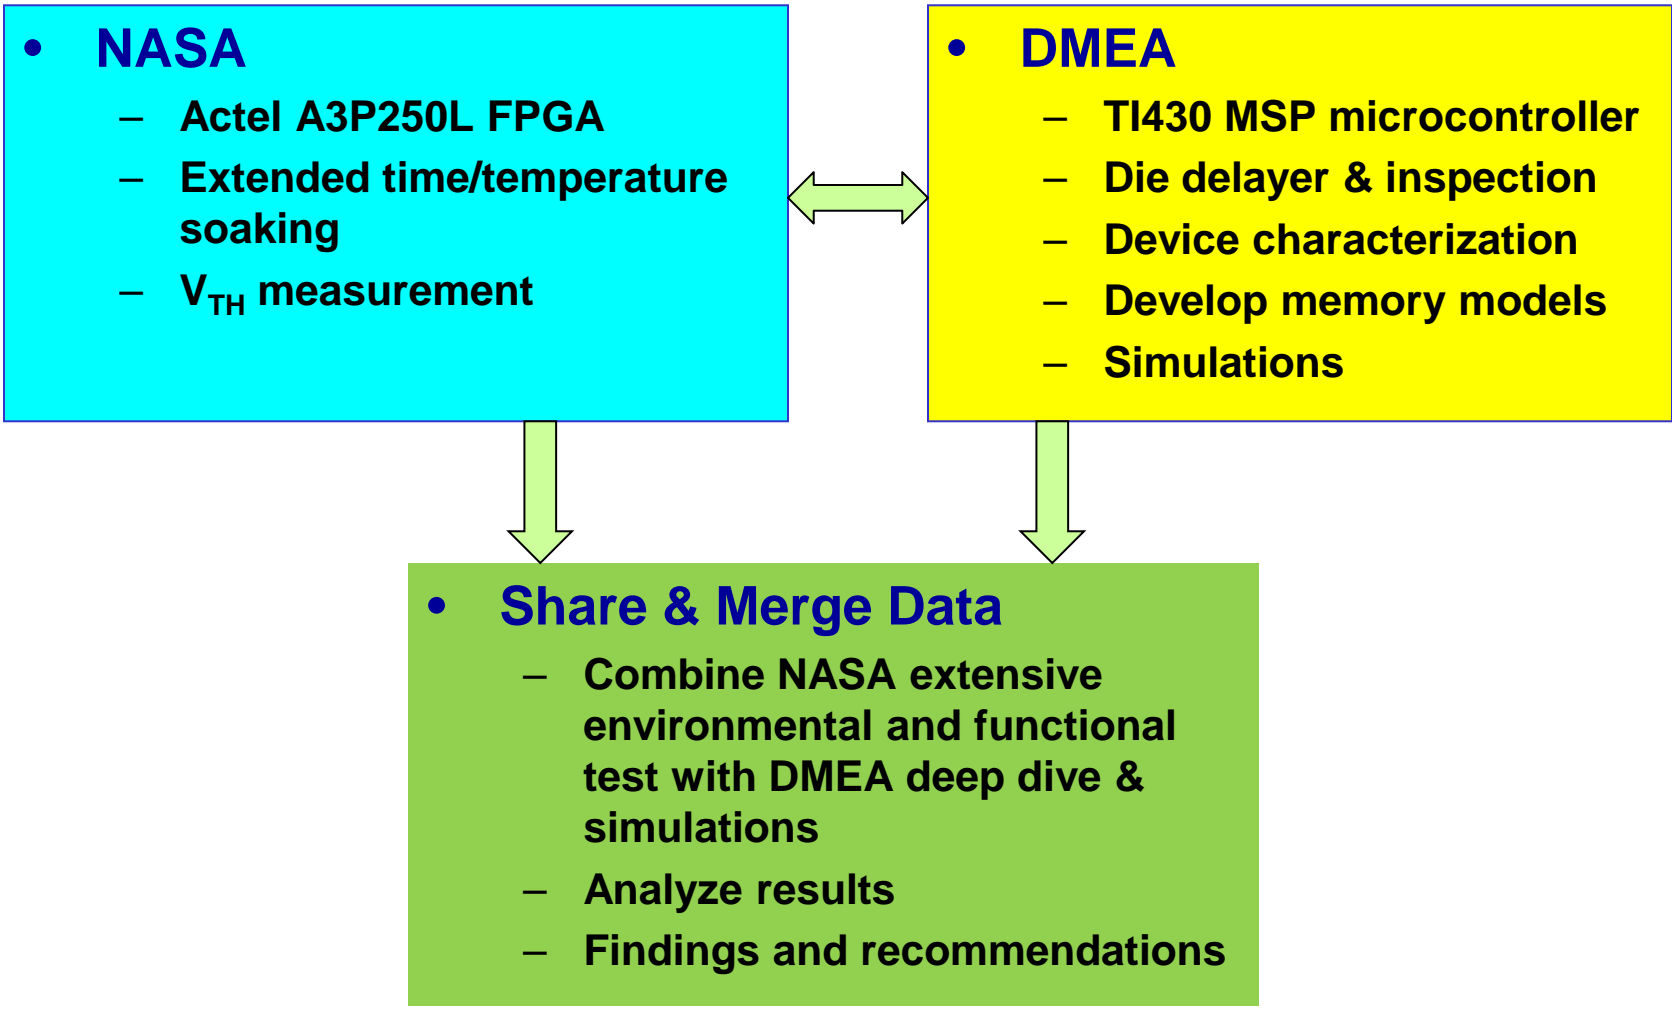 • NASA
– Actel A3P250L FPGA
– Extended time/temperature
soaking
– VTH measurement
• DMEA
– TI430 MSP microcontroller
– Die delayer & inspection
– Device characterization
– Develop memory models
– Simulations
• Share & Merge Data
– Combine NASA extensive
environmental and functional
test with DMEA deep dive &
simulations
– Analyze results
– Findings and recommendations